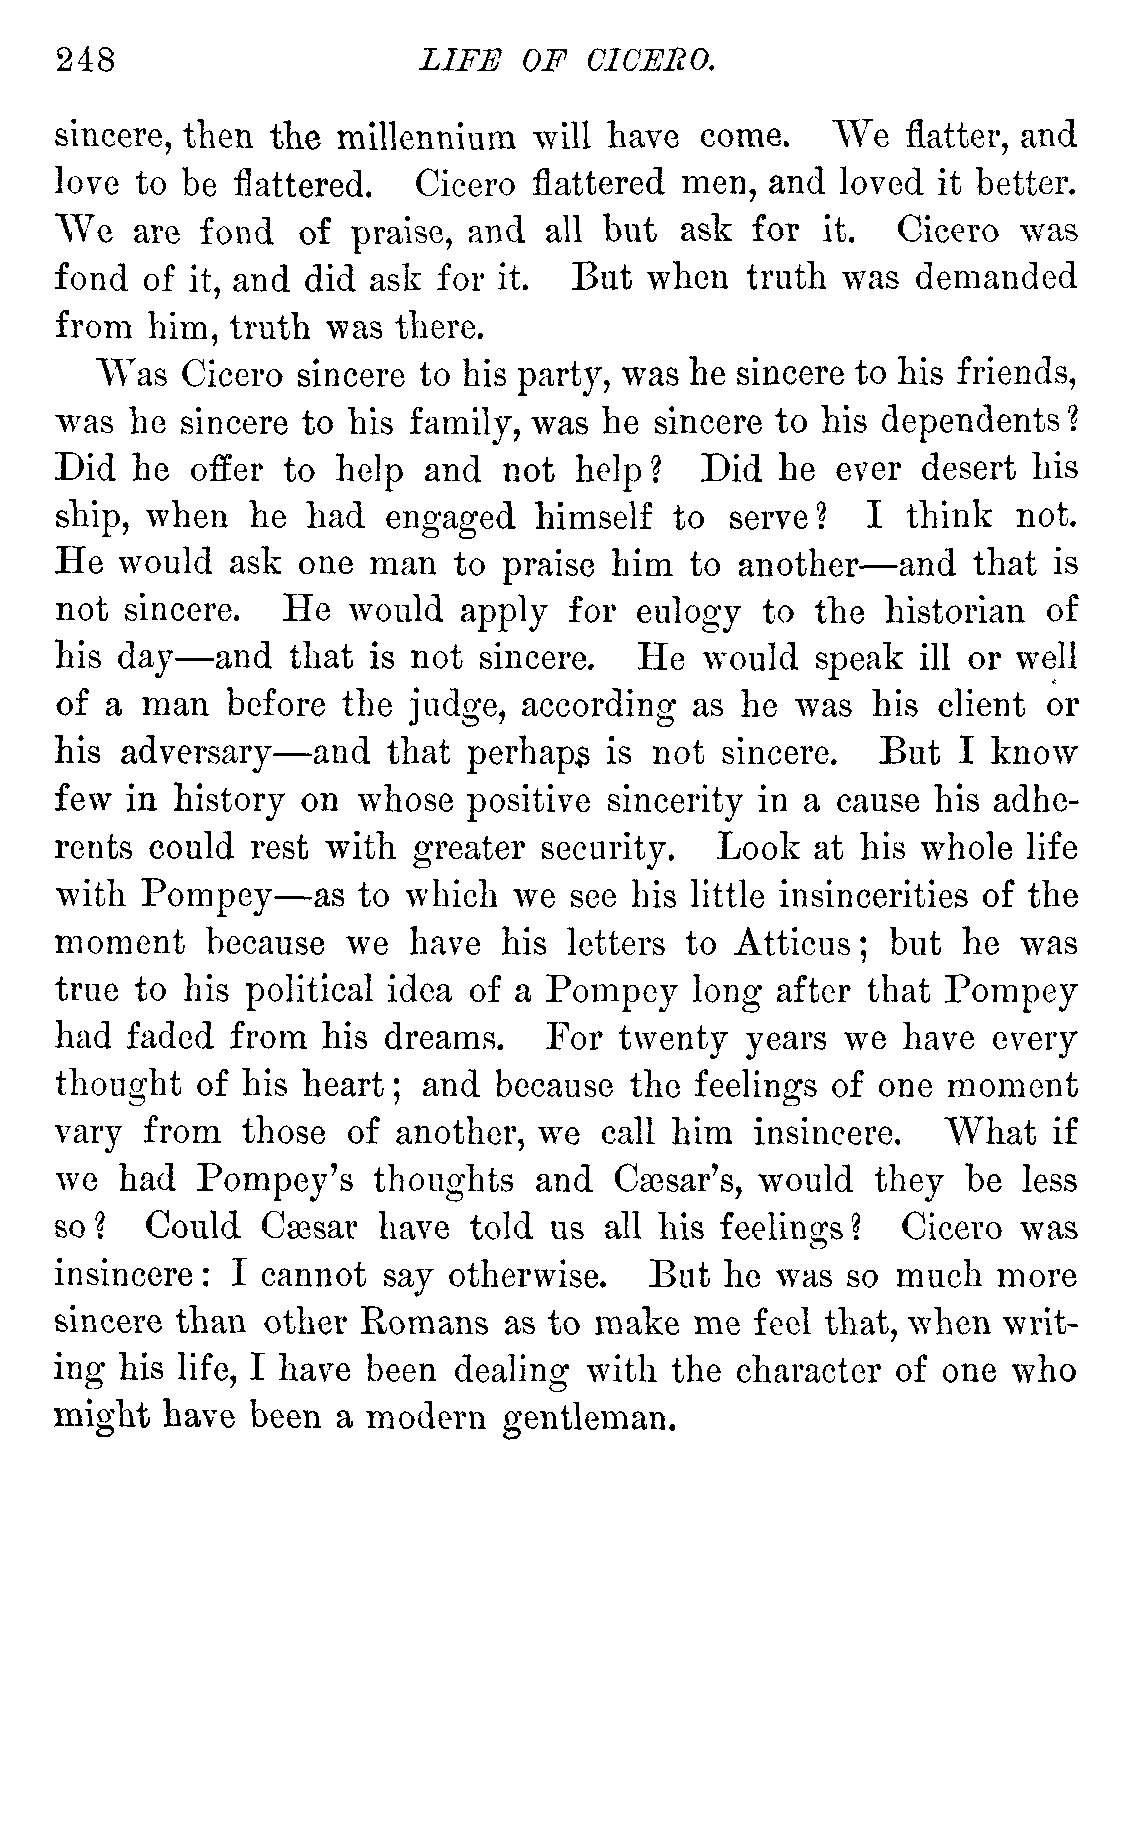 248 LIFE OF CICERO.
sincere, then the millennium will have come. We flatter, and
love to be flattered. Cicero flattered men, and loved it better.
We are fond of praise, and all but ask for it. Cicero was
fond of it, and did ask for it. But when truth was demanded
from him, truth was there.
Was Cicero sincere to his party, was he sincere to his friends,
was he sincere to his family, was he sincere to his dependents?
Did he offer to help and not help? Did he ever desert his
ship, when he had engaged himself to serve? I think not.
He would ask one man to praise him to another—and that is
not sincere. He would apply for eulogy to the historian of
his day—and that is not sincere. He would speak ill or well
of a man before the judge, according as he was his client or
his adversary—and that perhaps is not sincere. But I know
few in history on whose positive sincerity in a cause his adhe-
rents could rest with greater security. Look at his whole life
with Pompey—as to which we see his little insincerities of the
moment because we have his letters to Atticus; but he was
true to his political idea of a Pompey long after that Pompey
had faded from his dreams. For twenty years we have every
thought of his heart; and because the feelings of one moment
vary from those of another, we call him insincere. What if
we had Pompey's thoughts and Cæsar's, would they be less
so? Could Cæsar have told us all his feelings? Cicero was
insincere: I cannot say otherwise. But he was so much more
sincere than other Romans as to make me feel that, when writ-
ing his life, I have been dealing with the character of one who
might have been a modern gentleman.